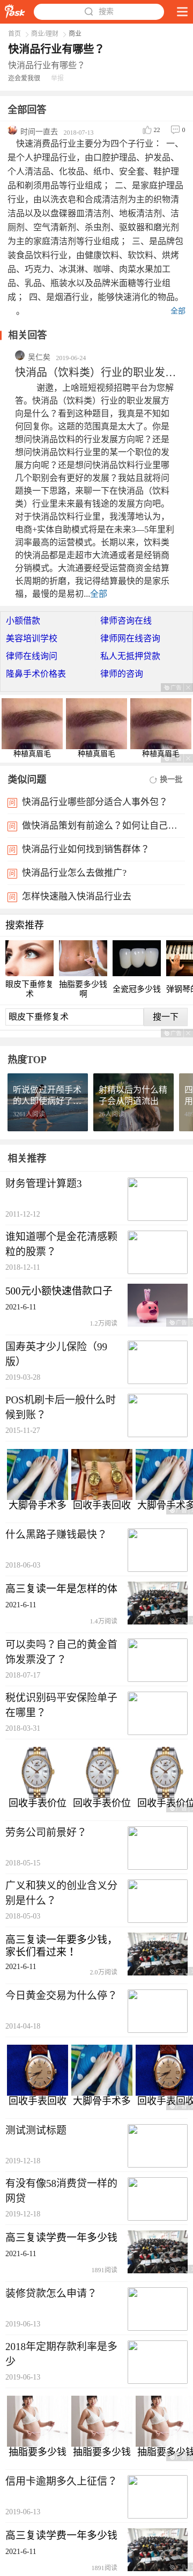 Pask
搜索
首页 > 商业/理财 > 商业
快消品行业有哪些?
快消品行业有哪些？
还会爱我很 举报
全部回答
时间一直去 2018-07-13 22 0
快速消费品行业主要分为四个子行业： 一、
是个人护理品行业，由口腔护理品、护发品、
个人清洁品、化妆品、纸巾、安全套、鞋护理
品和剃须用品等行业组成； 二、是家庭护理品
行业，由以洗衣皂和合成清洁剂为主的织物清
洁品以及以盘碟器皿清洁剂、地板清洁剂、洁
厕剂、空气清新剂、杀虫剂、驱蚊器和磨光剂
为主的家庭清洁剂等行业组成； 三、是品牌包
装食品饮料行业，由健康饮料、软饮料、烘烤
品、巧克力、冰淇淋、咖啡、肉菜水果加工
品、乳品、瓶装水以及品牌米面糖等行业组
成； 四、是烟酒行业，能够快速消化的物品。
。 全部
相关回答
吴仁奖 2019-06-24
快消品（饮料类）行业的职业发…
谢邀，上咯哒短视频招聘平台为您解
答。快消品（饮料类）行业的职业发展方
向是什么？看到这种题目，我真是不知如
何回复你。这题的范围真是太大了。你是
想问快消品饮料的行业发展方向呢？还是
想问快消品饮料行业里的某一个职位的发
展方向呢？还是想问快消品饮料行业里哪
几个职业别会有更好的发展？我姑且就将问
题换一下思路，来聊一下在快消品（饮料
类）行业里未来最有钱途的发展方向吧。
对于快消品饮料行业里，我浅薄地认为，
电商+实体自助模式将是在未来3—5年里利
润率最高的运营模式。长期以来，饮料类
的快消品都是走超市大流通或者是经销商
分销模式。大流通要经受运营商资金结算
长周期的折磨，我记得结算最快的是家乐
福，最慢的是易初...全部
小额借款 律师咨询在线
美容培训学校 律师网在线咨询
律师在线询问 私人无抵押贷款
隆鼻手术价格表 律师的咨询
广告
种植真眉毛 种植真眉毛 种植真眉毛
类似问题 换一批
问 快消品行业哪些部分适合人事外包？
问 做快消品策划有前途么？如何让自己…
问 快消品行业如何找到销售群体？
问 快消品行业怎么去做推广?
问 怎样快速融入快消品行业去
搜索推荐
眼皮下垂修复术 抽脂要多少钱啊 全瓷冠多少钱 弹钢琴的
眼皮下垂修复术 搜一下
广告
热度TOP
听说做过开颅手术
的人即使病好了…
3261人阅读
射精以后为什么精
子会从阴道流出
相关推荐
财务管理计算题3
2011-12-12
谁知道哪个是金花清感颗
粒的股票？
2018-12-11
500元小额快速借款口子
2021-6-11
1.2万阅读
国寿英才少儿保险（99
版）
2019-03-28
POS机刷卡后一般什么时
候到账？
2015-11-27
大脚骨手术多 回收手表回收 大脚骨手术多
什么黑路子赚钱最快？
2018-06-03
高三复读一年是怎样的体
2021-6-11
1.4万阅读
可以卖吗？自己的黄金首
饰发票没了？
2018-07-17
税优识别码平安保险单子
在哪里？
2018-03-31
回收手表价位 回收手表价位 回收手表价位
劳务公司前景好？
2018-05-15
广义和狭义的创业含义分
别是什么？
2018-05-03
高三复读一年要多少钱，
家长们看过来！
2021-6-11
2.0万阅读
今日黄金交易为什么停?
2014-04-18
回收手表回收 大脚骨手术多 回收手表回收
测试测试标题
2019-12-18
有没有像58消费贷一样的
网贷
2019-12-18
高三复读学费一年多少钱
2021-6-11
1891阅读
装修贷款怎么申请？
2019-06-13
2018年定期存款利率是多
少
2019-06-13
抽脂要多少钱 抽脂要多少钱 抽脂要多少钱
信用卡逾期多久上征信？
2019-06-13
高三复读学费一年多少钱
2021-6-11
1891阅读